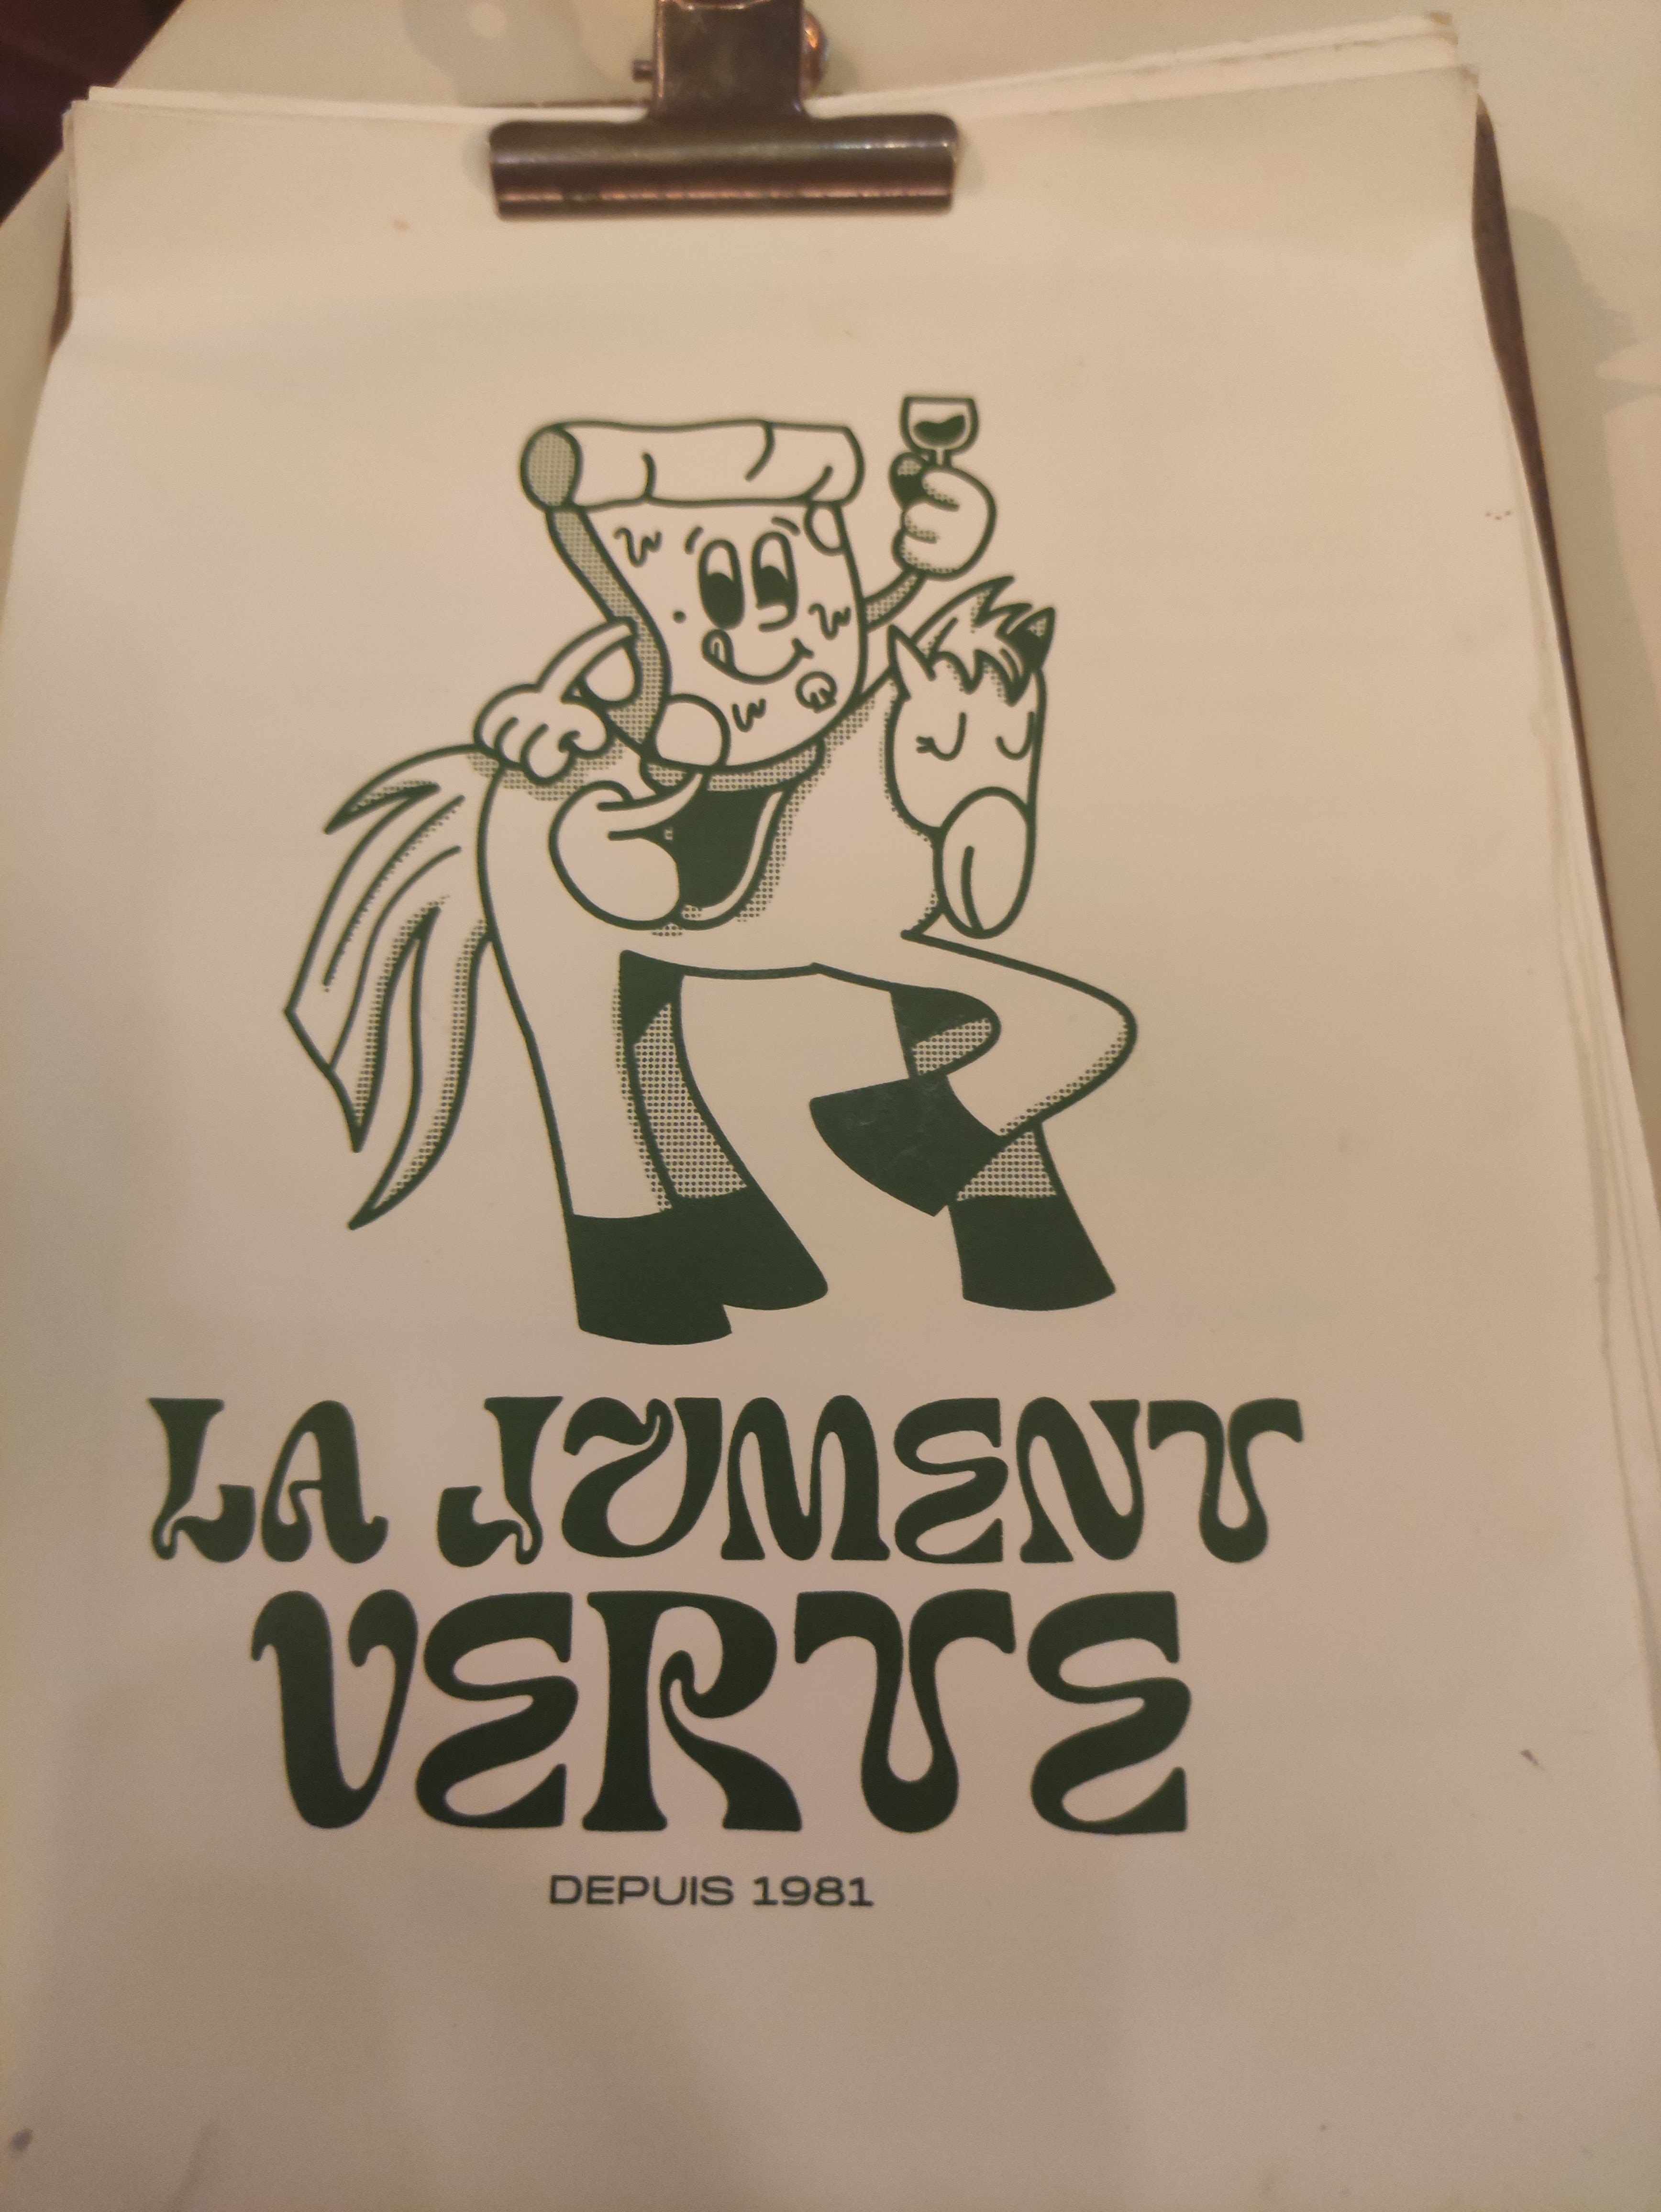 LA JUMENT
VERTE
DEPUIS 1981